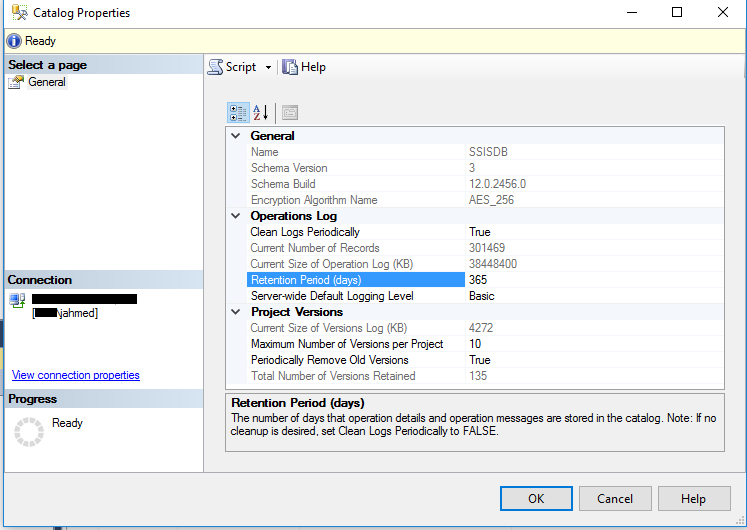 Catalog Properties
Ready
Select a page
General
Script
Help
A
Z
General
Name SSISDB
Schema Version 3
Schema Build 12.0.2456.0
Encryption Algorithm Name AES_256
Operations Log
Clean Logs Periodically True
Current Number of Records 301469
Current Size of Operation Log (KB) 38448400
Retention Period (days) 365
Server-wide Default Logging Level Basic
Project Versions
Current Size of Versions Log (KB) 4272
Maximum Number of Versions per Project 10
Periodically Remove Old Versions True
Total Number of Versions Retained 135
Connection
[\jahmed]
View connection properties
Progress
Ready
Retention Period (days)
The number of days that operation details and operation messages are stored in the catalog. Note: If no
cleanup is desired, set Clean Logs Periodically to FALSE.
OK
Cancel
Help